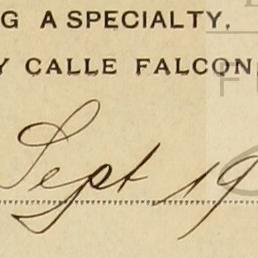 G A SPECIALTY.
Y CALLE FALCON
Sept 19